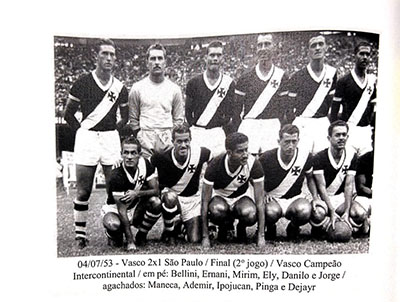 04/07/53 - Vasco 2x1 São Paulo / Final (2º jogo) / Vasco Campeão
Intercontinental / em pé: Bellini, Ernani, Mirim, Ely, Danilo e Jorge /
agachados: Maneca, Ademir, Ipojucan, Pinga e Dejayr